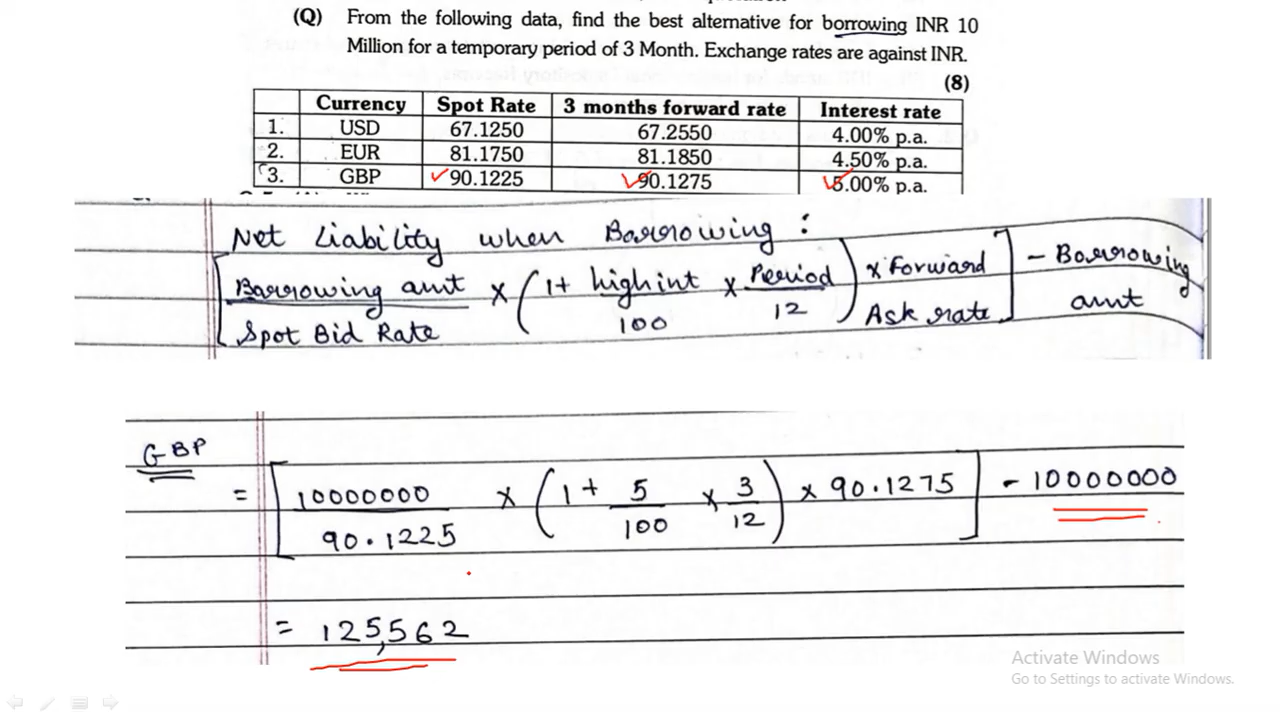 (Q) From the following data, find the best alternative for borrowing INR 10
Million for a temporary period of 3 Month. Exchange rates are against INR.
(8)
Currency Spot Rate 3 months forward rate Interest rate
1. USD 67.1250 67.2550 4.00% p.a.
2. EUR 81.1750 81.1850 4.50% p.a.
3. GBP 90.1225 90.1275 5.00% p.a.
Net Liability when Borrowing :
[Borrowing amt / Spot Bid Rate × (1 + high int / 100 × Period / 12) × Forward Ask rate] - Borrowing amt
GBP
= [10000000 / 90.1225 × (1 + 5 / 100 × 3 / 12) × 90.1275] - 10000000
= 125,562
Activate Windows
Go to Settings to activate Windows.